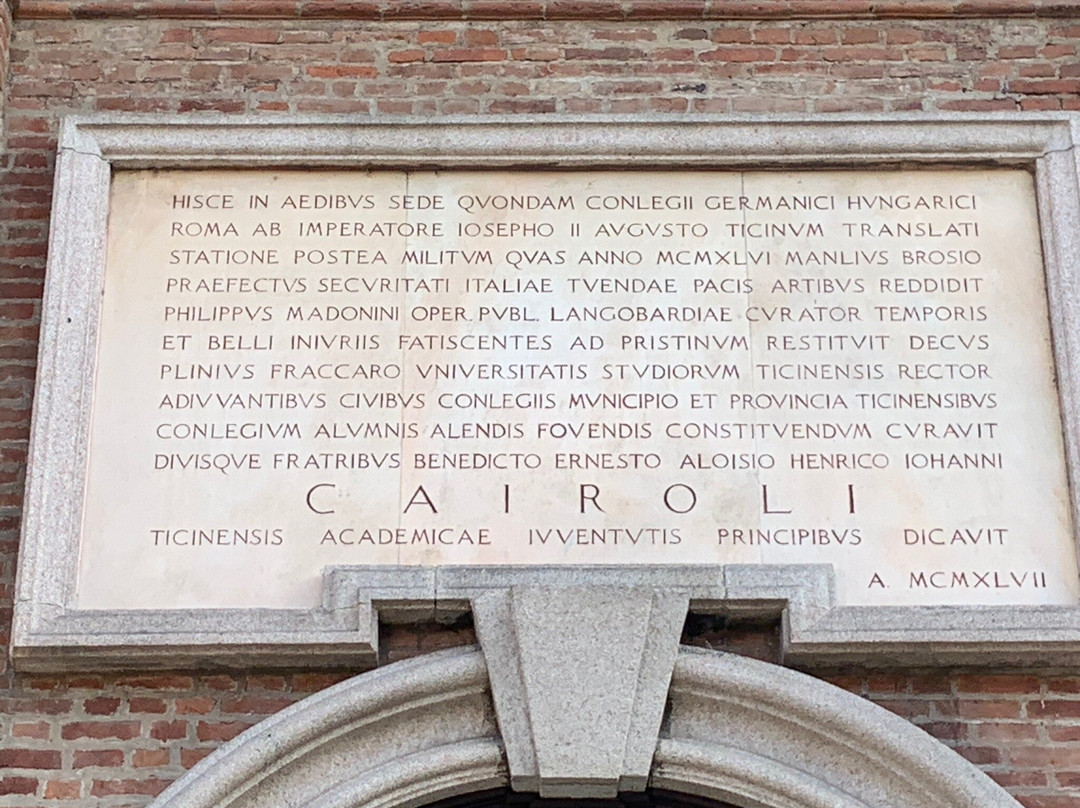 HISCE IN AEDIBVS SEDE QVONDAM CONLEGII GERMANICI HVNGARICI
ROMA AB IMPERATORE IOSEPHO II AVGVSTO TICINVM TRANSLATI
STATIONE POSTEA MILITVM QVAS ANNO MCMXLVI MANLIVS BROSIO
PRAEFECTVS SECVRITATI ITALIAE TVENDAE PACIS ARTIBVS REDDIDIT
PHILIPPVS MADONINI OPER. PVBL. LANGOBARDIAE CVRATOR TEMPORIS
ET BELLI INIVRIIS FATISCENTES AD PRISTINVM RESTITVIT DECVS
PLINIVS FRACCARO VNIVERSITATIS STVDIORVM TICINENSIS RECTOR
ADIVVANTIBVS CIVIBVS CONLEGIIS MVNICIPIO ET PROVINCIA TICINENSIBVS
CONLEGIVM ALVMNIS ALENDIS FOVENDIS CONSTITVENDVM CVRAVIT
DIVISQVE FRATRIBVS BENEDICTO ERNESTO ALOISIO HENRICO IOHANNI
CAIROLI
TICINENSIS ACADEMICAE IVVENTVTIS PRINCIPIBVS DICAVIT
A. MCMXLVII